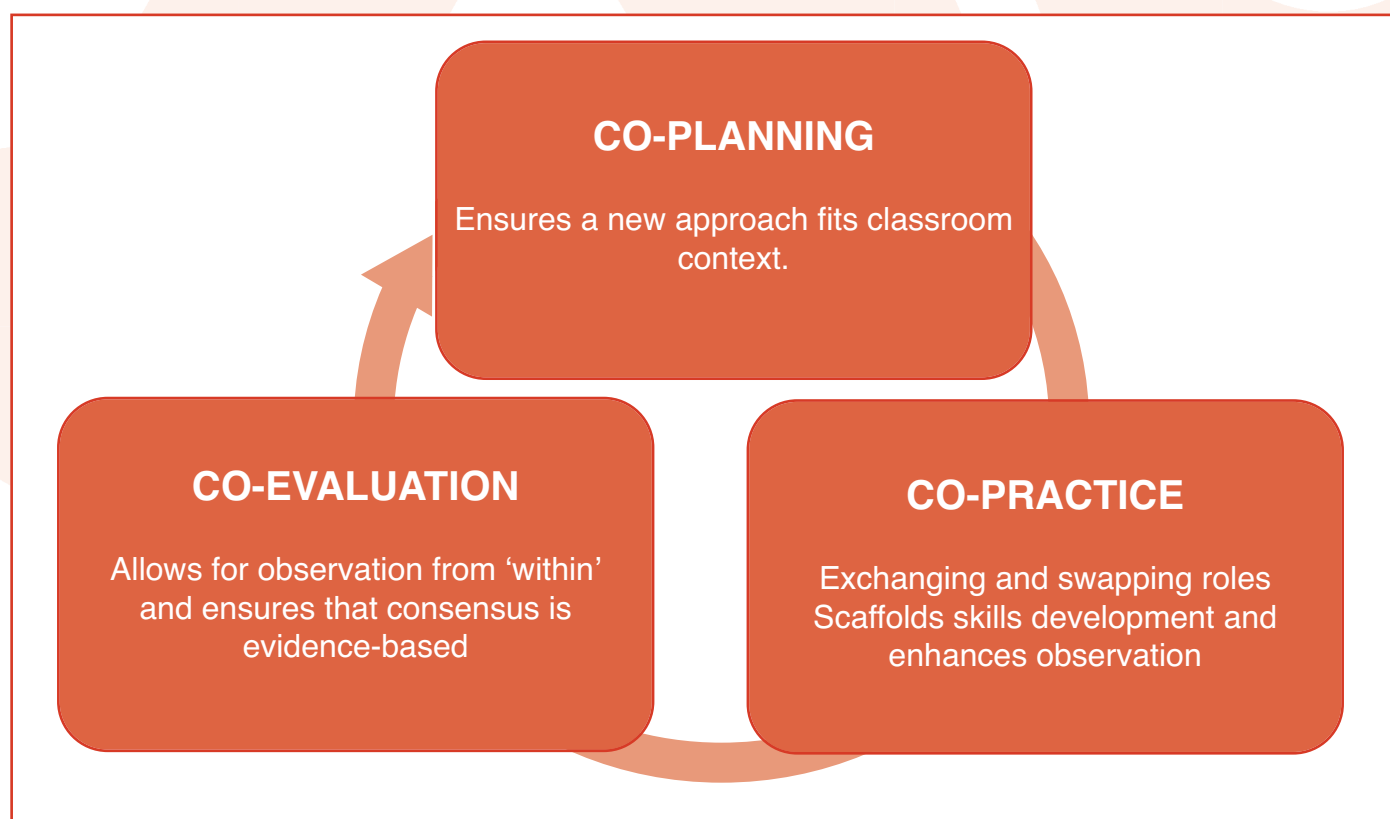 CO-PLANNING
Ensures a new approach fits classroom
context.
CO-EVALUATION
Allows for observation from ‘within’
and ensures that consensus is
evidence-based
CO-PRACTICE
Exchanging and swapping roles
Scaffolds skills development and
enhances observation